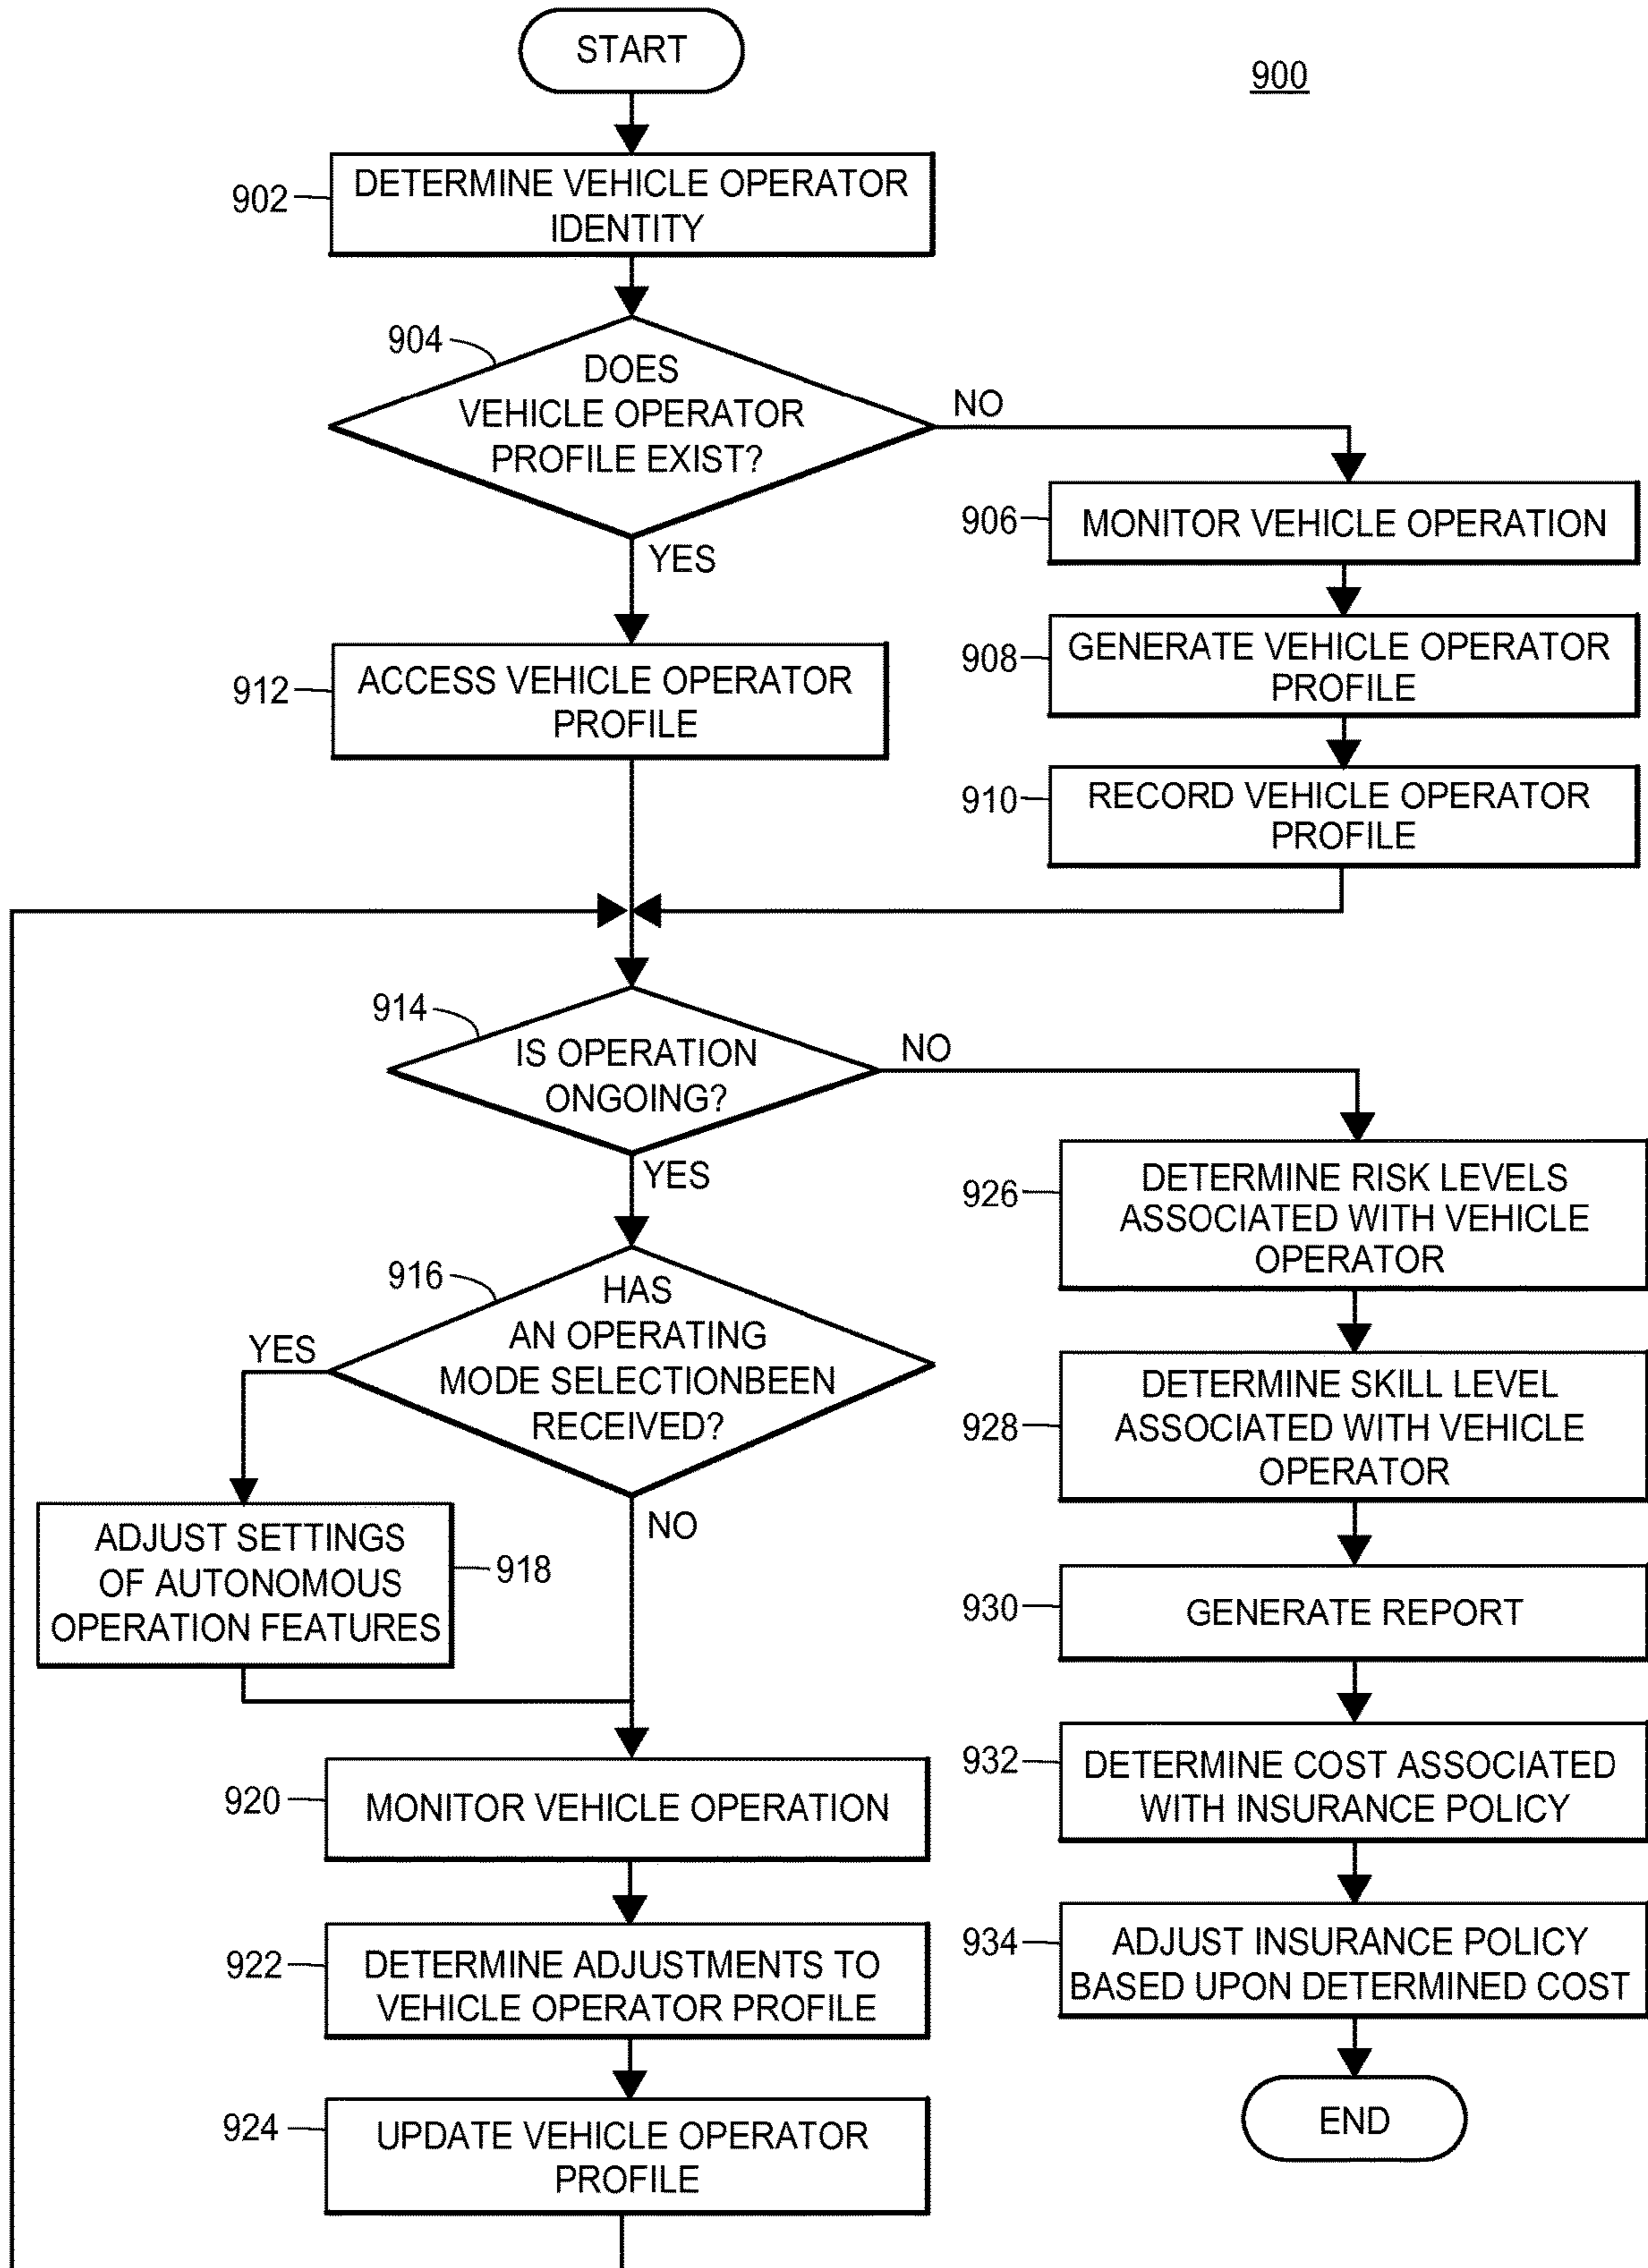 START
900
902
DETERMINE VEHICLE OPERATOR
IDENTITY
904
DOES
VEHICLE OPERATOR
PROFILE EXIST?
NO
YES
906
MONITOR VEHICLE OPERATION
908
GENERATE VEHICLE OPERATOR
PROFILE
910
RECORD VEHICLE OPERATOR
PROFILE
912
ACCESS VEHICLE OPERATOR
PROFILE
914
IS OPERATION
ONGOING?
NO
YES
916
HAS
AN OPERATING
MODE SELECTIONBEEN
RECEIVED?
YES
NO
918
ADJUST SETTINGS
OF AUTONOMOUS
OPERATION FEATURES
920
MONITOR VEHICLE OPERATION
922
DETERMINE ADJUSTMENTS TO
VEHICLE OPERATOR PROFILE
924
UPDATE VEHICLE OPERATOR
PROFILE
926
DETERMINE RISK LEVELS
ASSOCIATED WITH VEHICLE
OPERATOR
928
DETERMINE SKILL LEVEL
ASSOCIATED WITH VEHICLE
OPERATOR
930
GENERATE REPORT
932
DETERMINE COST ASSOCIATED
WITH INSURANCE POLICY
934
ADJUST INSURANCE POLICY
BASED UPON DETERMINED COST
END